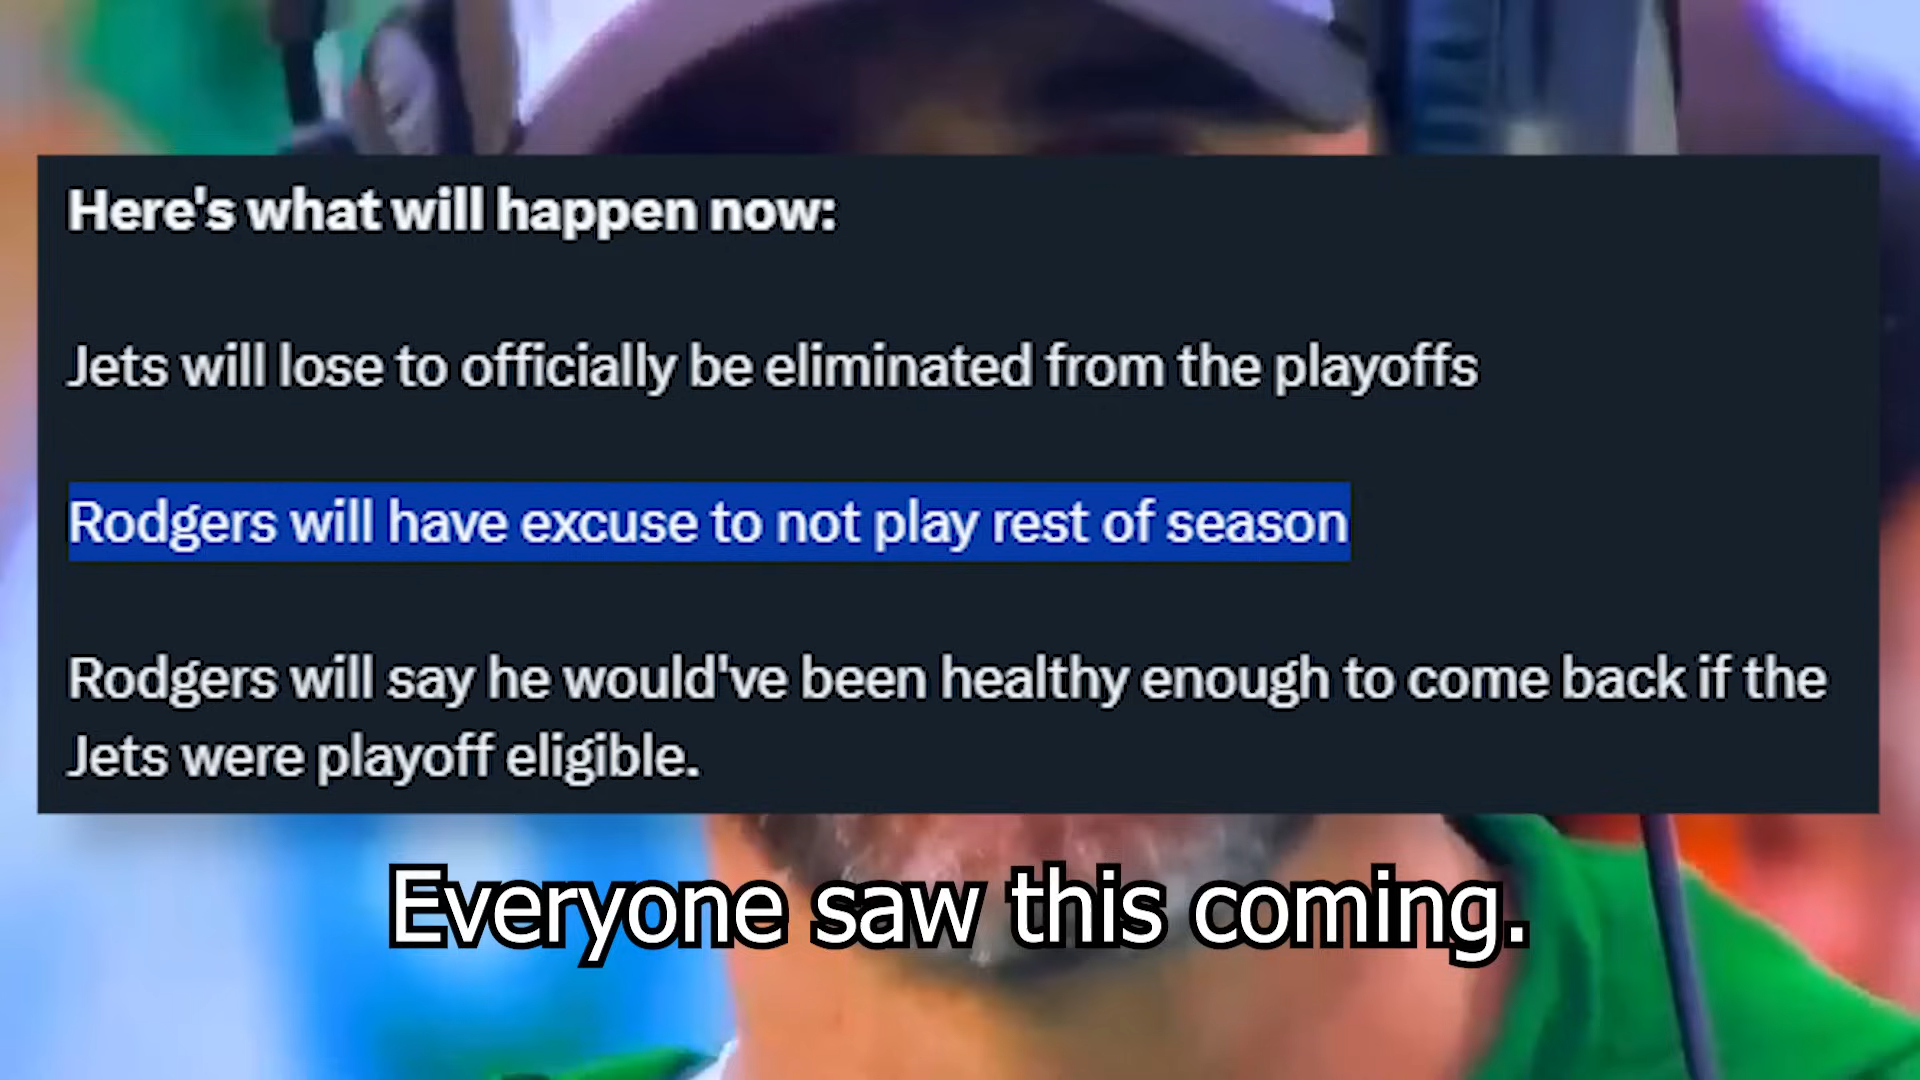 Here's what will happen now:
Jets will lose to officially be eliminated from the playoffs
Rodgers will have excuse to not play rest of season
Rodgers will say he would've been healthy enough to come back if the
Jets were playoff eligible.
Everyone saw this coming.